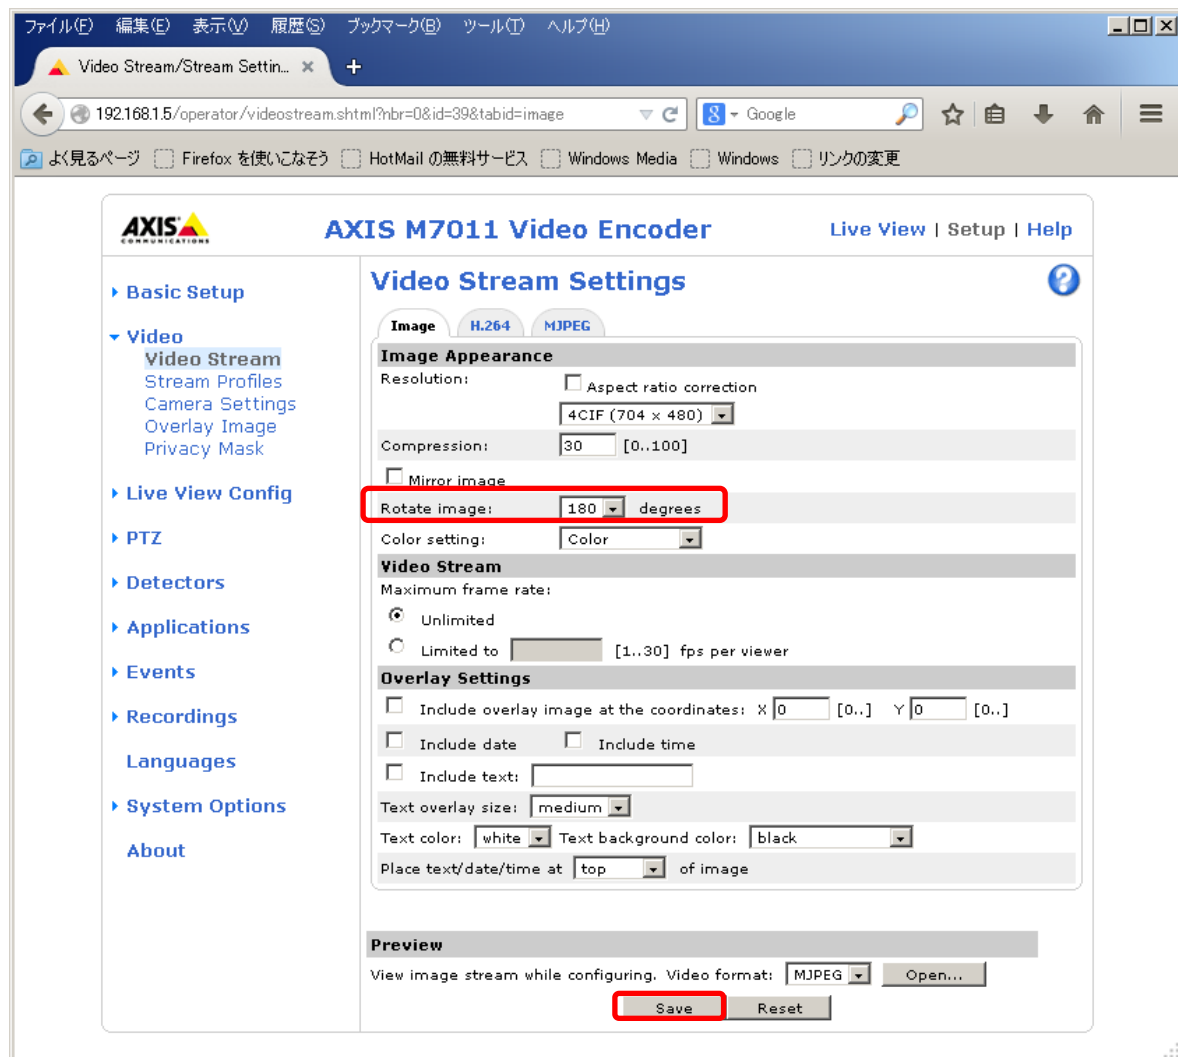 ファイル(F) 編集(E) 表示(V) 履歴(S) ブックマーク(B) ツール(T) ヘルプ(H)
Video Stream/Stream Settin...
192.168.1.5/operator/videostream.shtml?nbr=0&id=39&tabid=image
8 Google
よく見るページ Firefox を使いこなそう HotMail の無料サービス Windows Media Windows リンクの変更
AXIS
COMMUNICATIONS
AXIS M7011 Video Encoder
Live View | Setup | Help
Basic Setup
Video
Video Stream
Stream Profiles
Camera Settings
Overlay Image
Privacy Mask
Live View Config
PTZ
Detectors
Applications
Events
Recordings
Languages
System Options
About
Video Stream Settings
?
Image H.264 MJPEG
Image Appearance
Resolution: Aspect ratio correction
4CIF (704 x 480)
Compression: 30 [0..100]
Mirror image
Rotate image: 180 degrees
Color setting: Color
Video Stream
Maximum frame rate:
Unlimited
Limited to [1..30] fps per viewer
Overlay Settings
Include overlay image at the coordinates: X 0 [0..] Y 0 [0..]
Include date Include time
Include text:
Text overlay size: medium
Text color: white Text background color: black
Place text/date/time at top of image
Preview
View image stream while configuring. Video format: MJPEG Open...
Save Reset